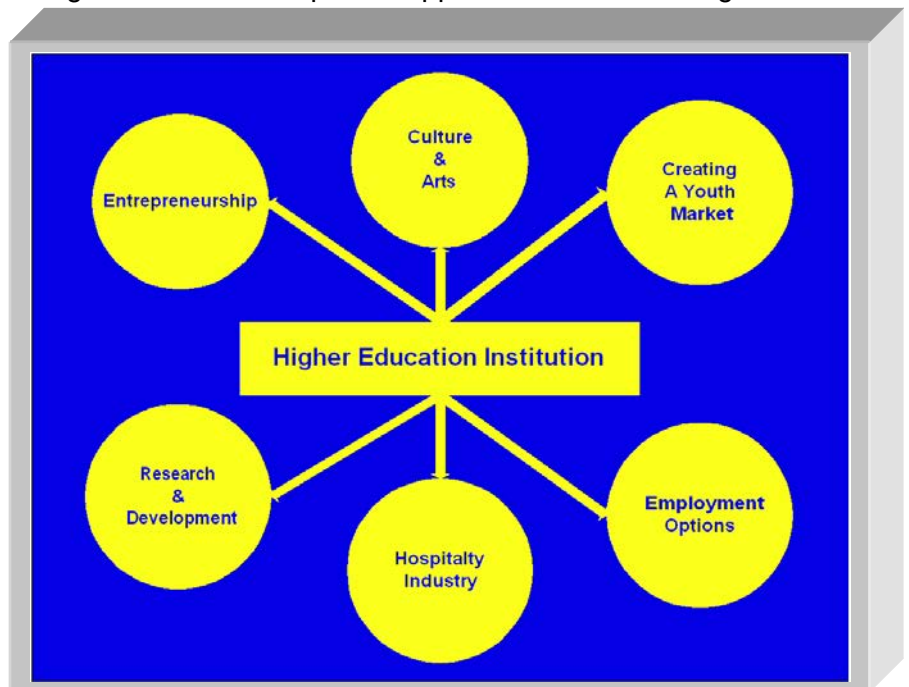 Culture
&
Arts
Entrepreneurship
Creating
A Youth
Market
Higher Education Institution
Research
&
Development
Hospitalty
Industry
Employment
Options